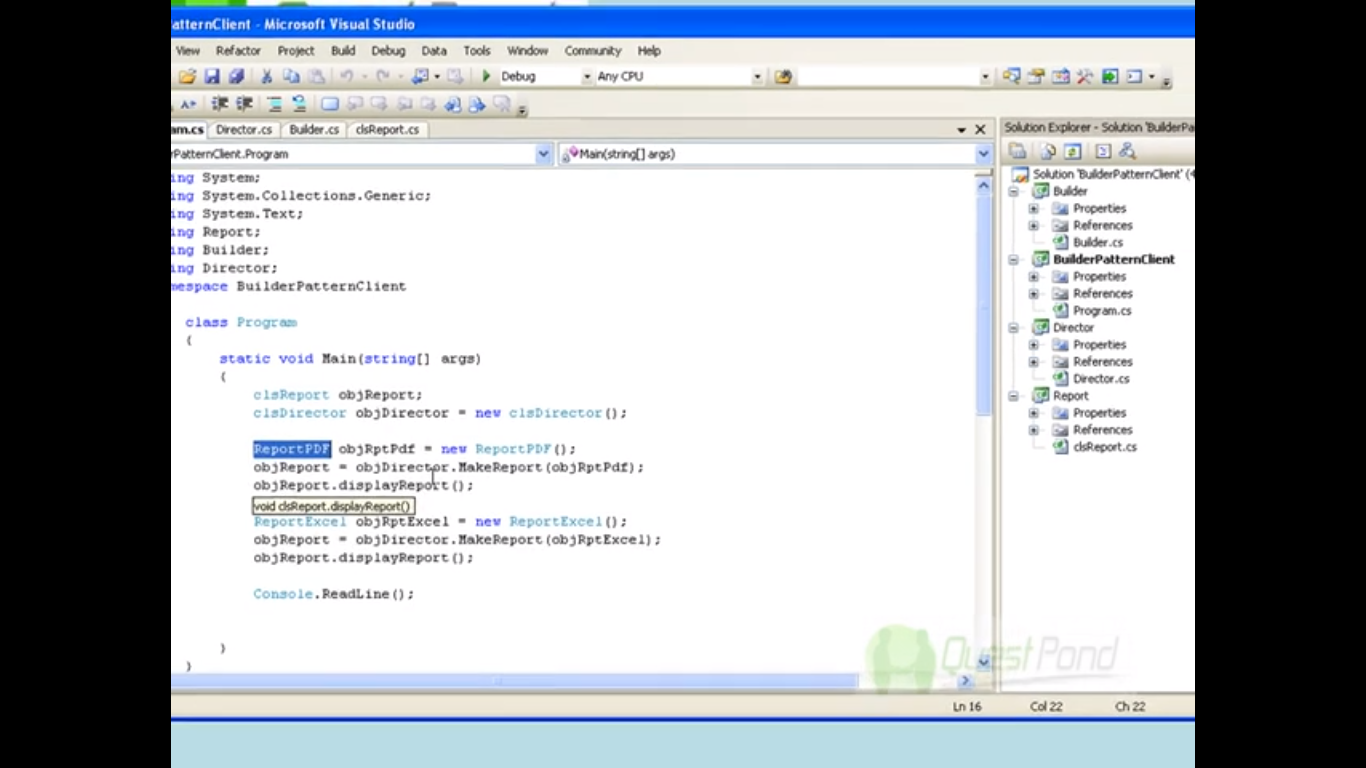 atternClient - Microsoft Visual Studio
View Refactor Project Build Debug Data Tools Window Community Help
Debug Any CPU
am.cs Director.cs Builder.cs clsReport.cs
rPatternClient.Program
Main(string[] args)
ing System;
ing System.Collections.Generic;
ing System.Text;
ing Report;
ing Builder;
ing Director;
mespace BuilderPatternClient
class Program
{
static void Main(string[] args)
{
clsReport objReport;
clsDirector objDirector = new clsDirector();
ReportPDF objRptPdf = new ReportPDF();
objReport = objDirector.MakeReport(objRptPdf);
objReport.displayReport();
void clsReport.displayReport()
ReportExcel objRptExcel = new ReportExcel();
objReport = objDirector.MakeReport(objRptExcel);
objReport.displayReport();
Console.ReadLine();
}
}
Solution Explorer - Solution 'BuilderPa
Solution 'BuilderPatternClient' (4
Builder
Properties
References
Builder.cs
BuilderPatternClient
Properties
References
Program.cs
Director
Properties
References
Director.cs
Report
Properties
References
clsReport.cs
QuestPond
Ln 16 Col 22 Ch 22